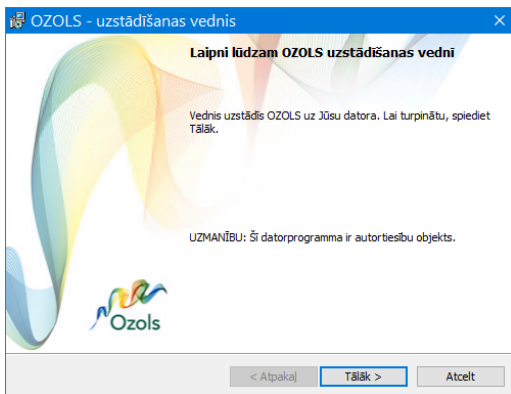 OZOLS - uzstādīšanas vednis
Laipni lūdzam OZOLS uzstādīšanas vednī
Vednis uzstādīs OZOLS uz Jūsu datora. Lai turpinātu, spiediet
Tālāk.
UZMANĪBU: Šī datorprogramma ir autortiesību objekts.
Ozols
< Atpakaļ
Tālāk >
Atcelt